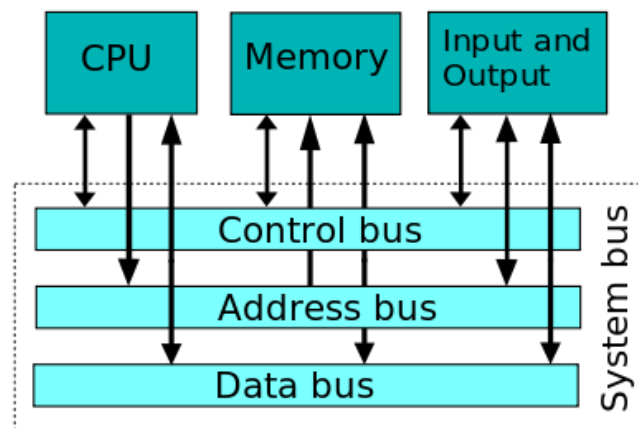 CPU
Memory
Input and
Output
Control bus
Address bus
Data bus
System bus